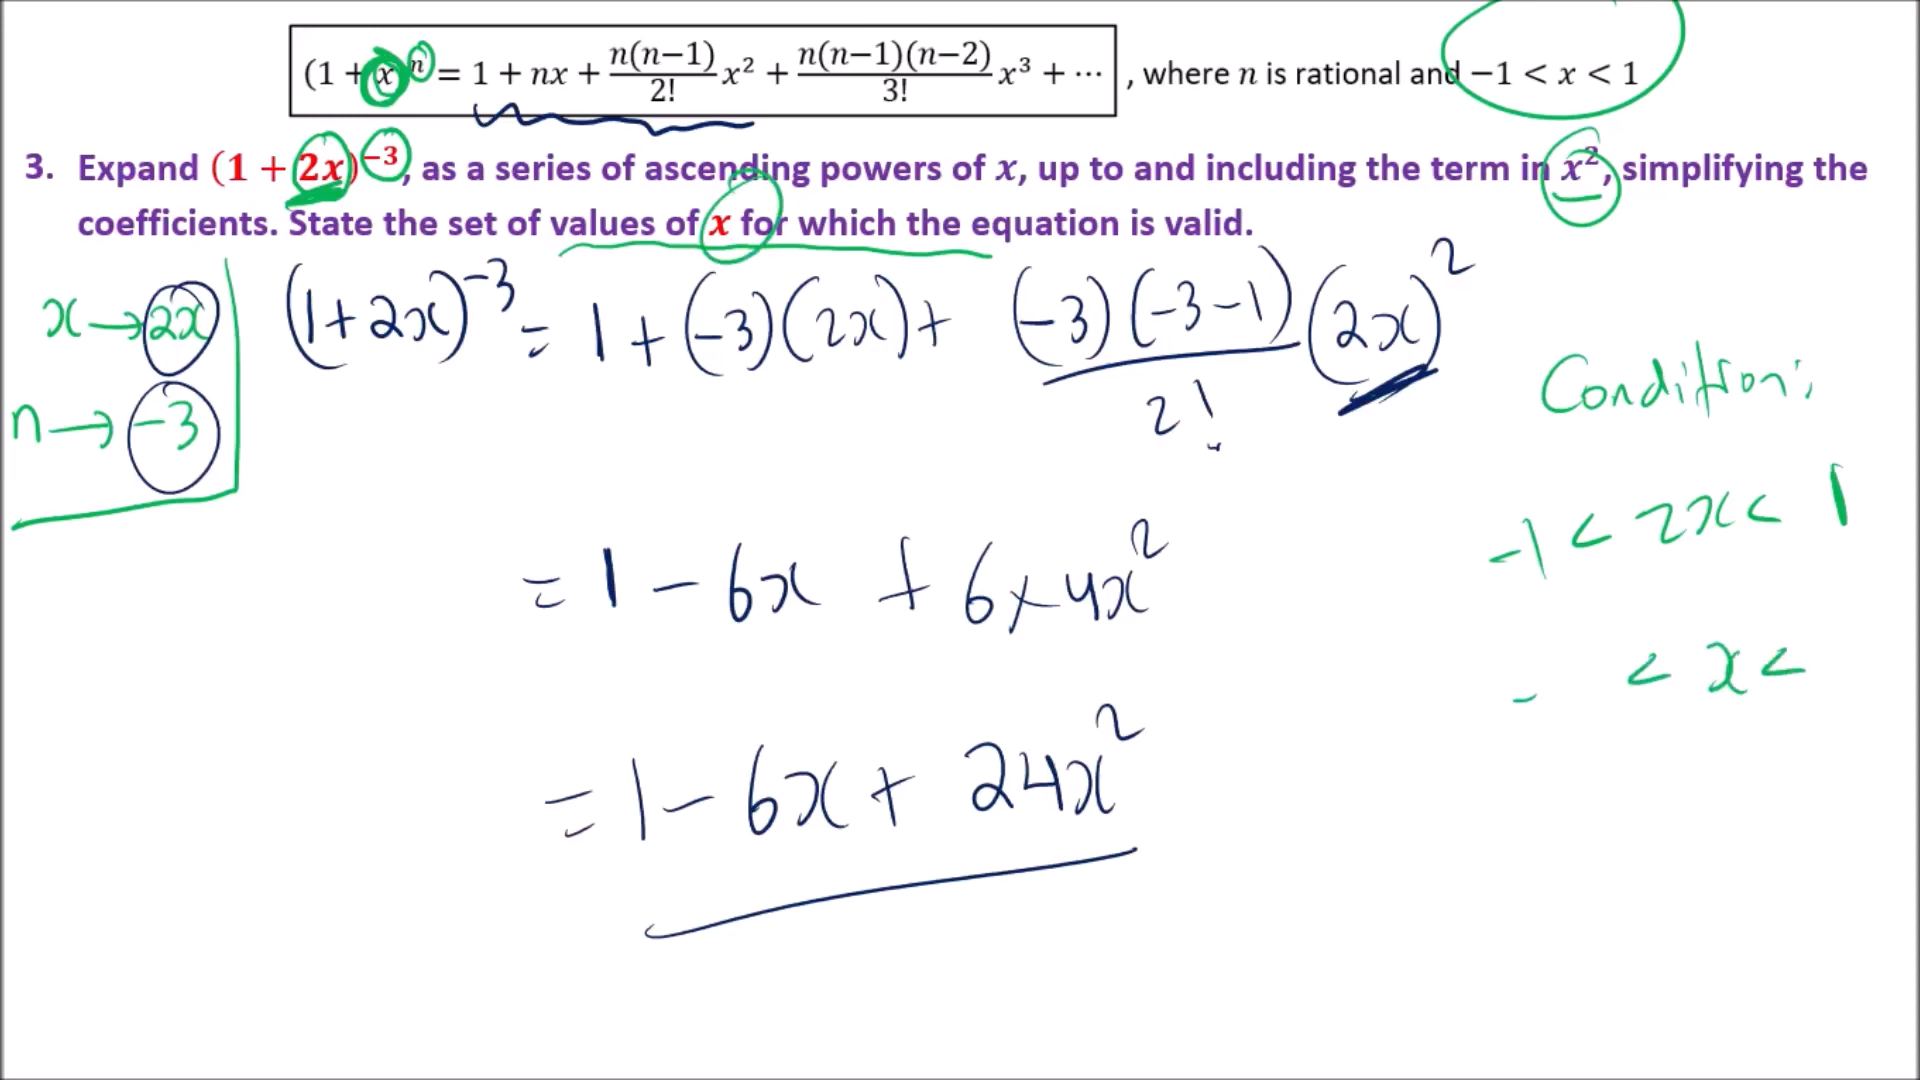 (1 + x)ⁿ = 1 + nx + n(n−1)/2! x² + n(n−1)(n−2)/3! x³ + ⋯ , where n is rational and −1 < x < 1
3. Expand (1 + 2x)⁻³, as a series of ascending powers of x, up to and including the term in x², simplifying the
coefficients. State the set of values of x for which the equation is valid.
x → 2x
n → -3
(1+2x)⁻³ = 1 + (-3)(2x) + (-3)(-3-1)/2! (2x)²
= 1 - 6x + 6×4x²
= 1 - 6x + 24x²
Condition:
-1 < 2x < 1
- < x <